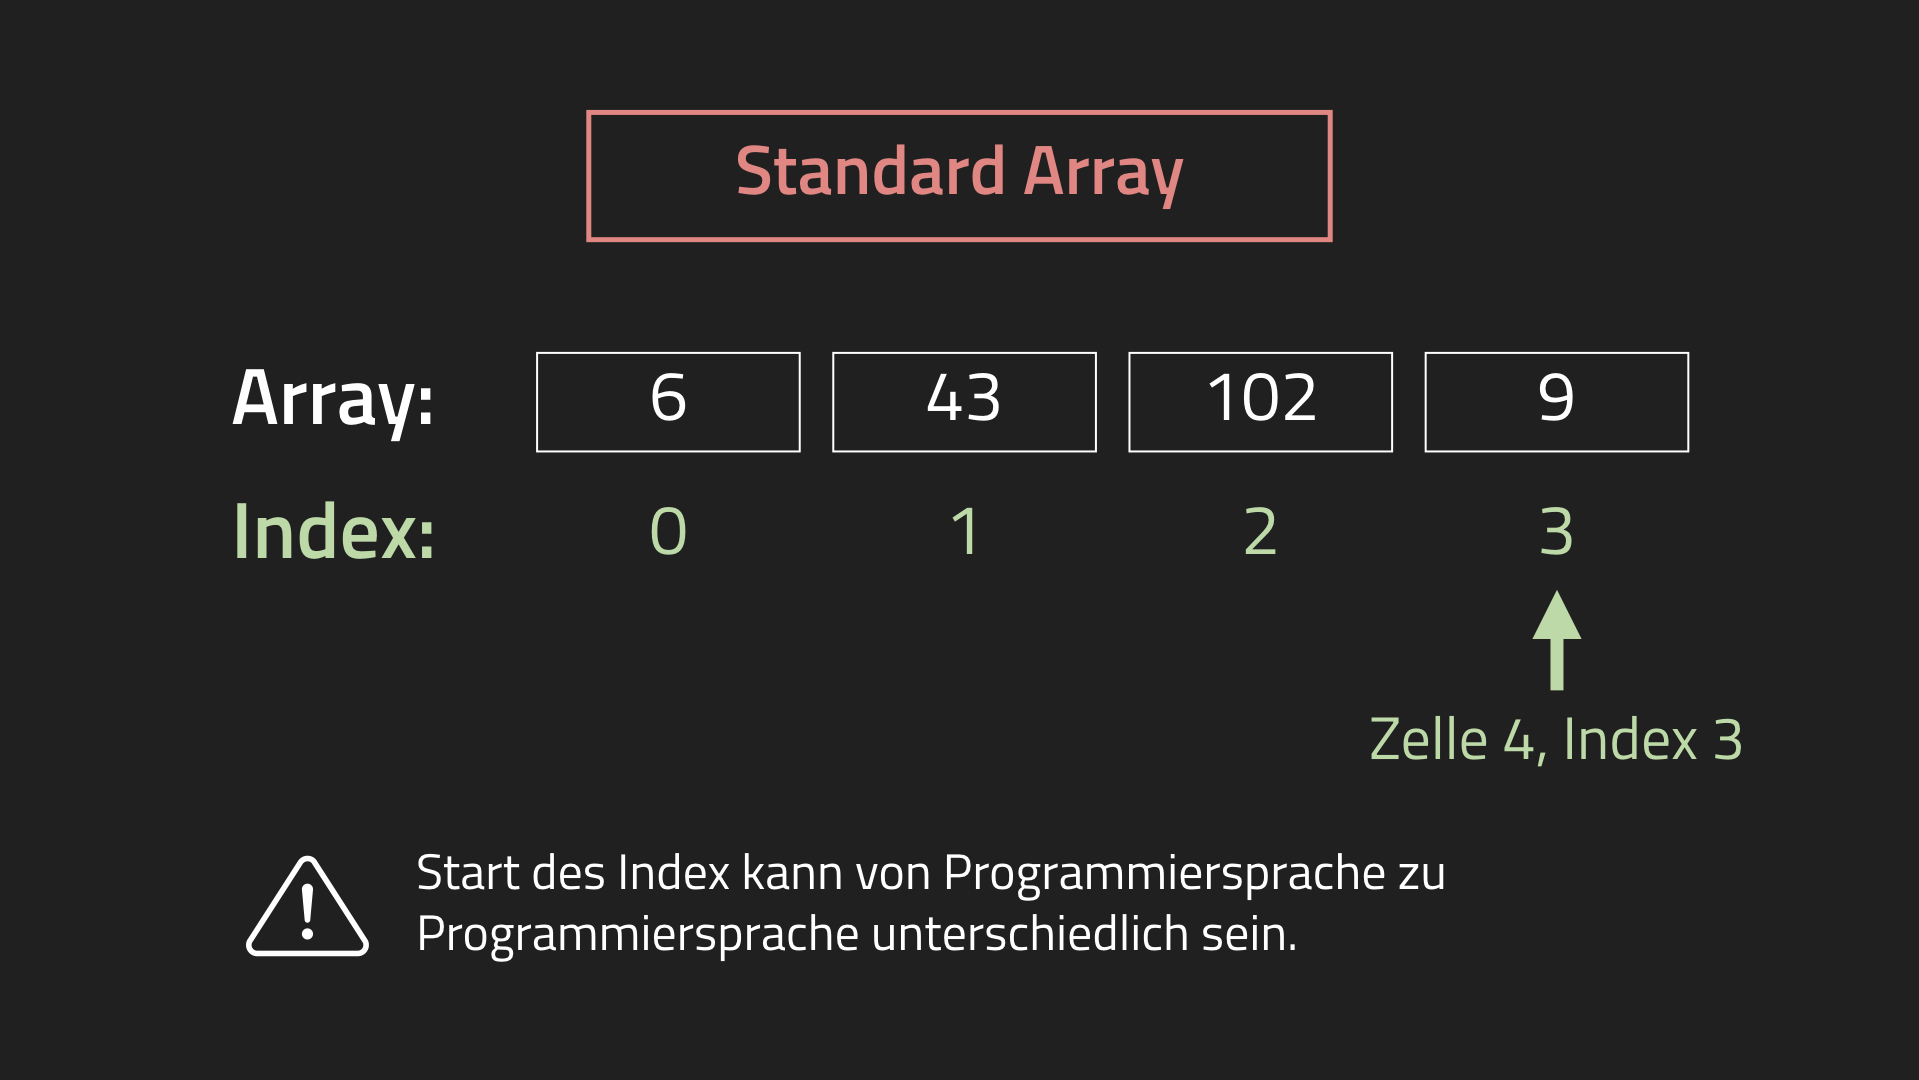 Standard Array
Array: 6 43 102 9
Index: 0 1 2 3
Zelle 4, Index 3
Start des Index kann von Programmiersprache zu
Programmiersprache unterschiedlich sein.